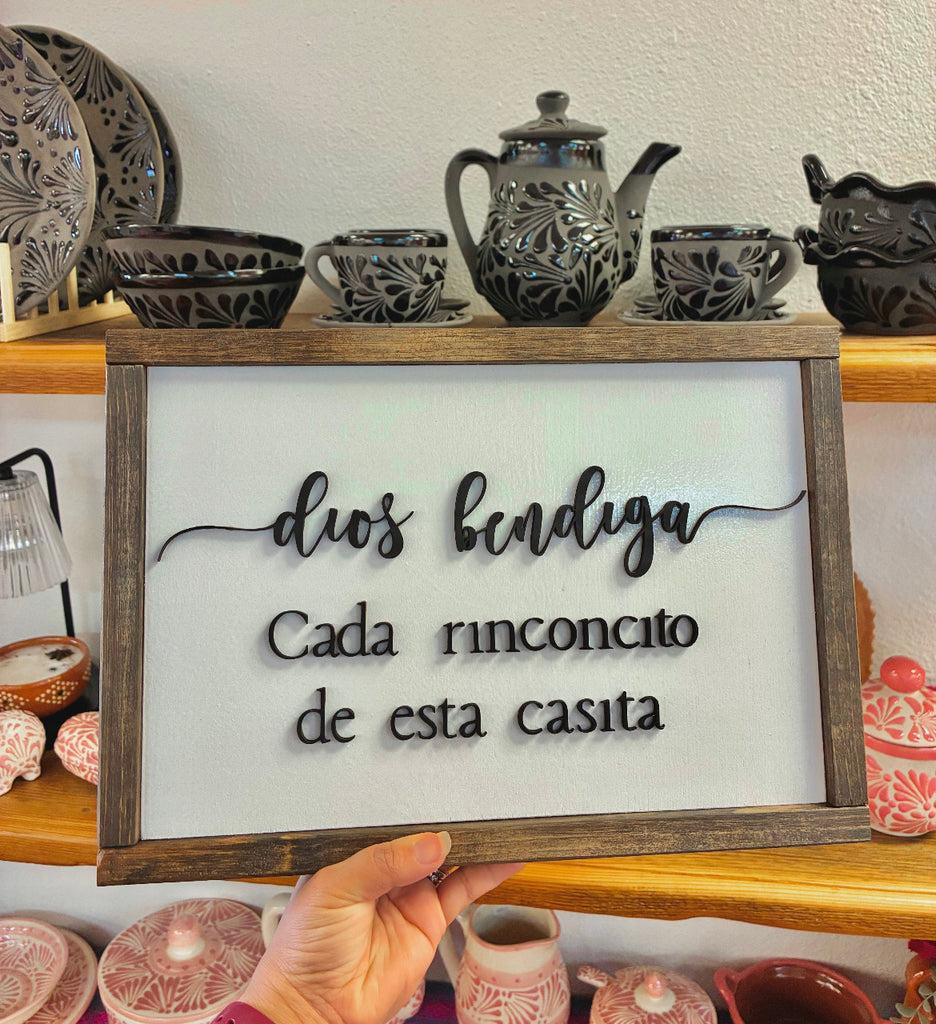 dios bendiga
Cada rinconcito
de esta casita